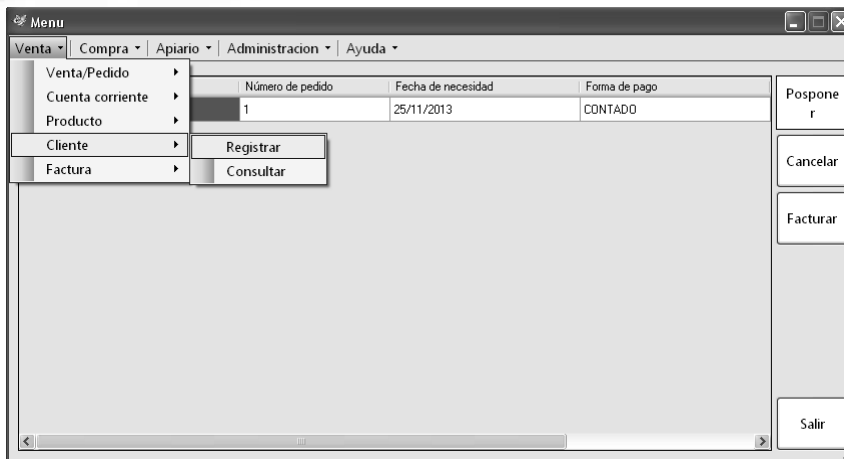 Menu
Venta Compra Apiario Administracion Ayuda
Venta/Pedido
Cuenta corriente
Producto
Cliente
Factura
Registrar
Consultar
Número de pedido Fecha de necesidad Forma de pago
1 25/11/2013 CONTADO
Pospone
r
Cancelar
Facturar
Salir